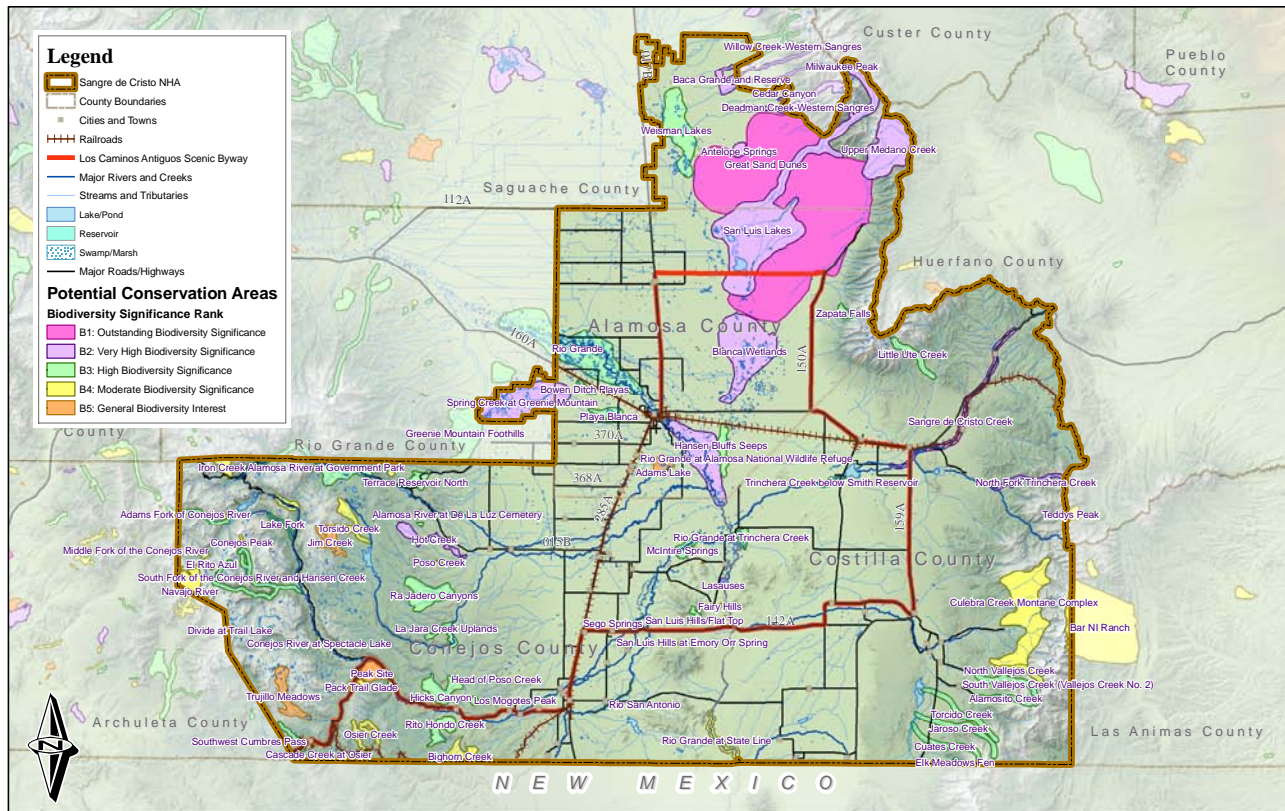 Legend
Sangre de Cristo NHA
County Boundaries
Cities and Towns
Railroads
Los Caminos Antiguos Scenic Byway
Major Rivers and Creeks
Streams and Tributaries
Lake/Pond
Reservoir
Swamp/Marsh
Major Roads/Highways
Potential Conservation Areas
Biodiversity Significance Rank
B1: Outstanding Biodiversity Significance
B2: Very High Biodiversity Significance
B3: High Biodiversity Significance
B4: Moderate Biodiversity Significance
B5: General Biodiversity Interest
Custer County
Pueblo
County
Willow Creek-Western Sangres
Milwaukee Peak
Baca Grande and Reserve
Cedar Canyon
Deadman Creek-Western Sangres
Weisman Lakes
Antelope Springs
Upper Medano Creek
Great Sand Dunes
Saguache County
112A
San Luis Lakes
Huerfano County
Zapata Falls
Alamosa County
160A
Rio Grande
Blanca Wetlands
150A
Little Ute Creek
Bowen Ditch Playas
Spring Creek at Greenie Mountain
Playa Blanca
Sangre de Cristo Creek
Greenie Mountain Foothills
370A
County
Rio Grande County
Hansen Bluffs Seeps
Rio Grande at Alamosa National Wildlife Refuge
Iron Creek
Alamosa River at Government Park
Adams Lake
Terrace Reservoir North
368A
Trinchera Creek below Smith Reservoir
North Fork Trinchera Creek
285A
159A
Adams Fork of Conejos River
Alamosa River at De La Luz Cemetery
Teddys Peak
Lake Fork
Torsido Creek
Conejos Peak
Jim Creek
Hot Creek
015B
Rio Grande at Trinchera Creek
Middle Fork of the Conejos River
McIntire Springs
Costilla County
El Rito Azul
Poso Creek
South Fork of the Conejos River and Hansen Creek
Lasauses
Navajo River
Ra Jadero Canyons
Culebra Creek Montane Complex
Fairy Hills
Sego Springs
San Luis Hills/Flat Top
142A
Bar NI Ranch
Divide at Trail Lake
La Jara Creek Uplands
Conejos River at Spectacle Lake
San Luis Hills at Emory Orr Spring
Conejos County
Peak Site
Head of Poso Creek
North Vallejos Creek
Pack Trail Glade
South Vallejos Creek (Vallejos Creek No. 2)
Trujillo Meadows
Hicks Canyon
Los Mogotes Peak
Alamosito Creek
Rio San Antonio
Archuleta County
Rito Hondo Creek
Torcido Creek
Jaroso Creek
Las Animas County
Osier Creek
Southwest Cumbres Pass
Rio Grande at State Line
Cuates Creek
Cascade Creek at Osier
Bighorn Creek
Elk Meadows Fen
N
NEW MEXICO